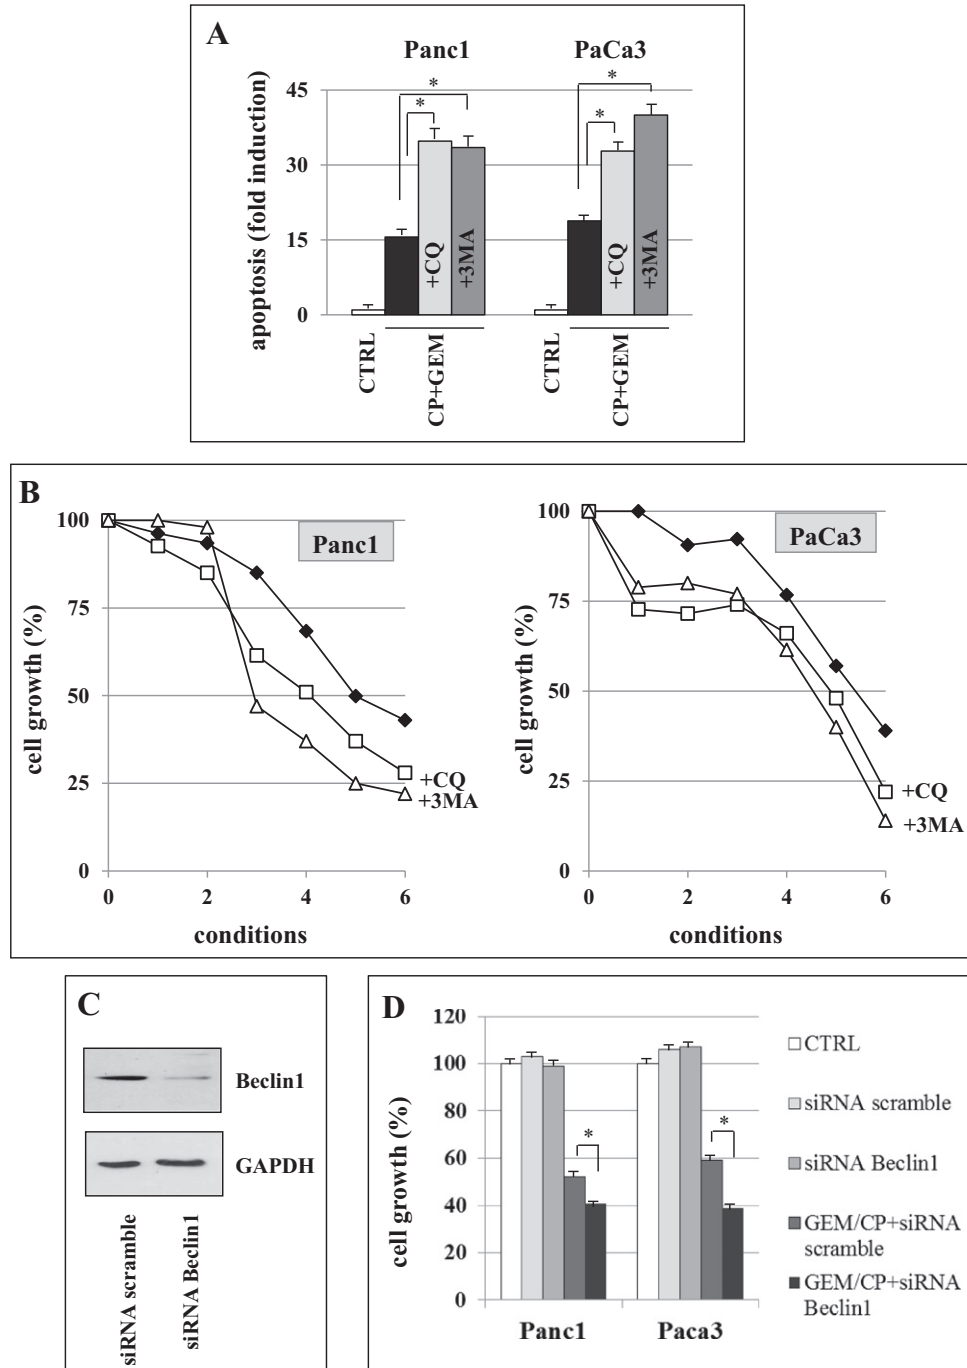 A
Panc1
PaCa3
apoptosis (fold induction)
45
30
15
0
*
*
*
*
+CQ
+3MA
+CQ
+3MA
CTRL
CP+GEM
CTRL
CP+GEM
B
100
75
50
25
0
cell growth (%)
Panc1
+CQ
+3MA
0 2 4 6
conditions
100
75
50
25
0
cell growth (%)
PaCa3
+CQ
+3MA
0 2 4 6
conditions
C
Beclin1
GAPDH
siRNA scramble
siRNA Beclin1
D
120
100
80
60
40
20
0
cell growth (%)
*
*
Panc1
Paca3
CTRL
siRNA scramble
siRNA Beclin1
GEM/CP+siRNA
scramble
GEM/CP+siRNA
Beclin1